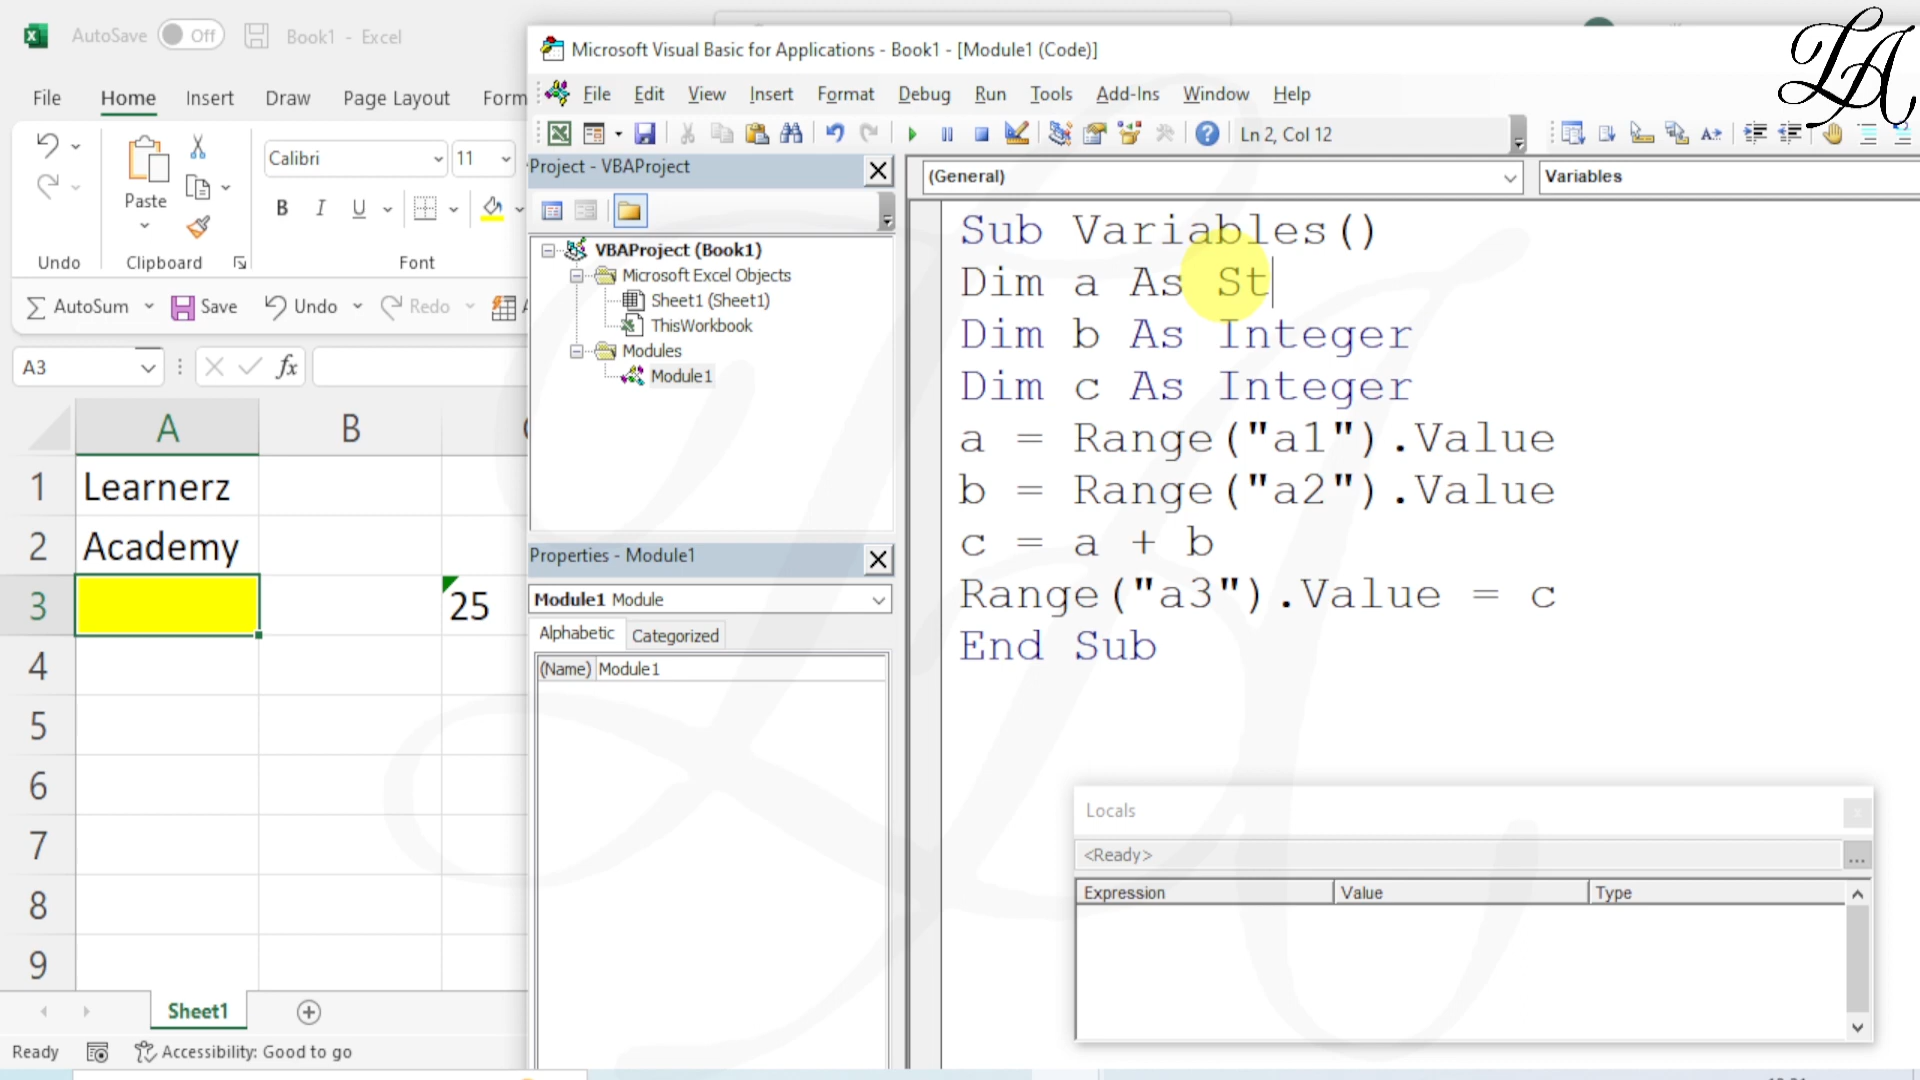 AutoSave Off Book1 - Excel
File Home Insert Draw Page Layout Form
Paste
Calibri 11
B I U
Undo Clipboard Font
AutoSum Save Undo Redo A
A3 fx
A B
1 Learnerz
2 Academy
3 25
4
5
6
7
8
9
Sheet1
Ready Accessibility: Good to go
Microsoft Visual Basic for Applications - Book1 - [Module1 (Code)]
File Edit View Insert Format Debug Run Tools Add-Ins Window Help
Ln 2, Col 12
Project - VBAProject
VBAProject (Book1)
Microsoft Excel Objects
Sheet1 (Sheet1)
ThisWorkbook
Modules
Module1
Properties - Module1
Module1 Module
Alphabetic Categorized
(Name) Module1
(General) Variables
Sub Variables()
Dim a As St
Dim b As Integer
Dim c As Integer
a = Range("a1").Value
b = Range("a2").Value
c = a + b
Range("a3").Value = c
End Sub
Locals
<Ready> ...
Expression Value Type
LA